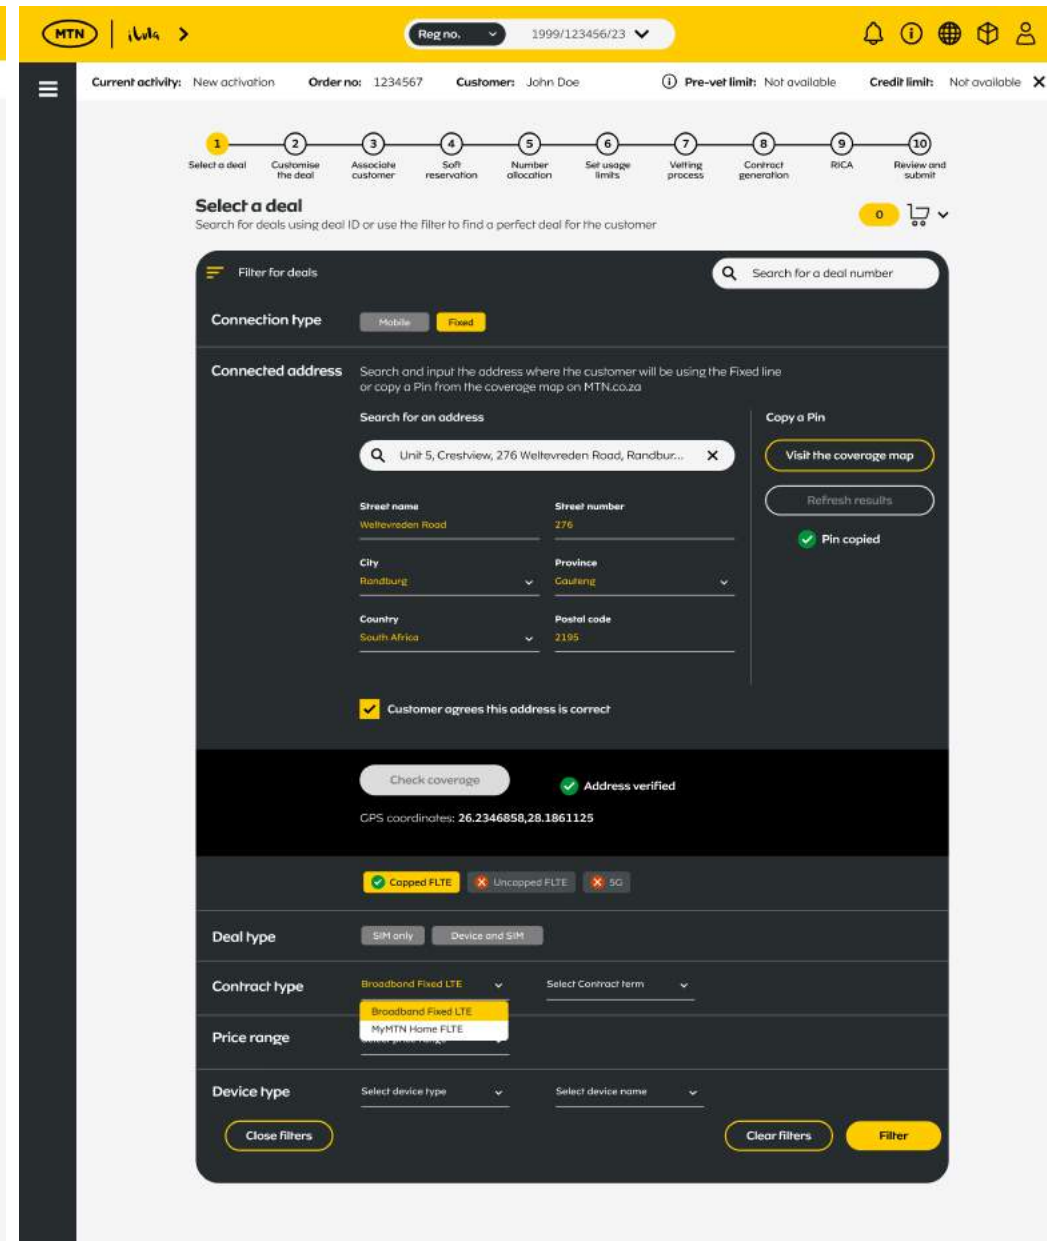 MTN
ibula
Reg no.
1999/123456/23
Current activity: New activation
Order no: 1234567
Customer: John Doe
Pre-vet limit: Not available
Credit limit: Not available
1
2
3
4
5
6
7
8
9
10
Select a deal
Customise
the deal
Associate
customer
Soft
reservation
Number
allocation
Set usage
limits
Vetting
process
Contract
generation
RICA
Review and
submit
Select a deal
Search for deals using deal ID or use the filter to find a perfect deal for the customer
0
Filter for deals
Search for a deal number
Connection type
Mobile
Fixed
Connected address
Search and input the address where the customer will be using the Fixed line
or copy a Pin from the coverage map on MTN.co.za
Search for an address
Copy a Pin
Unit 5, Crestview, 276 Weltevreden Road, Randbur...
Visit the coverage map
Refresh results
Pin copied
Street name
Street number
Weltevreden Road
276
City
Province
Randburg
Gauteng
Country
Postal code
South Africa
2195
Customer agrees this address is correct
Check coverage
Address verified
GPS coordinates: 26.2346858,28.1861125
Capped FLTE
Uncapped FLTE
5G
Deal type
SIM only
Device and SIM
Contract type
Broadband Fixed LTE
Select Contract term
Broadband Fixed LTE
MyMTN Home FLTE
Price range
Device type
Select device type
Select device name
Close filters
Clear filters
Filter